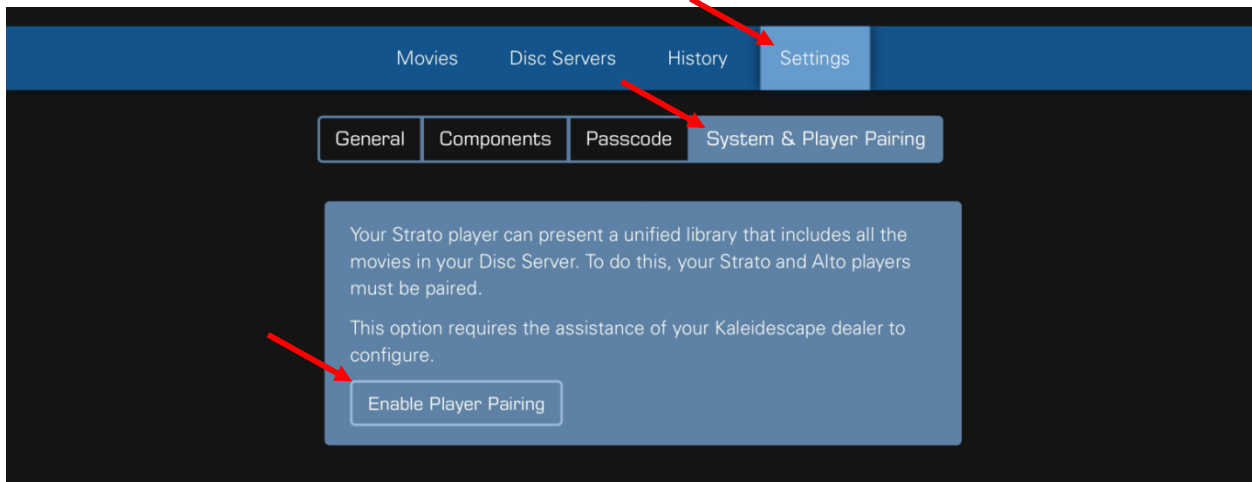 Movies Disc Servers History Settings
General Components Passcode System & Player Pairing
Your Strato player can present a unified library that includes all the
movies in your Disc Server. To do this, your Strato and Alto players
must be paired.
This option requires the assistance of your Kaleidescape dealer to
configure.
Enable Player Pairing